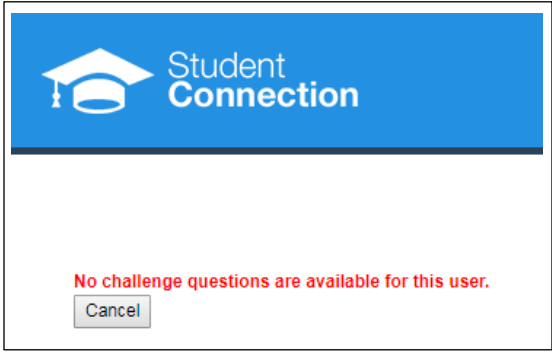 Student
Connection
No challenge questions are available for this user.
Cancel